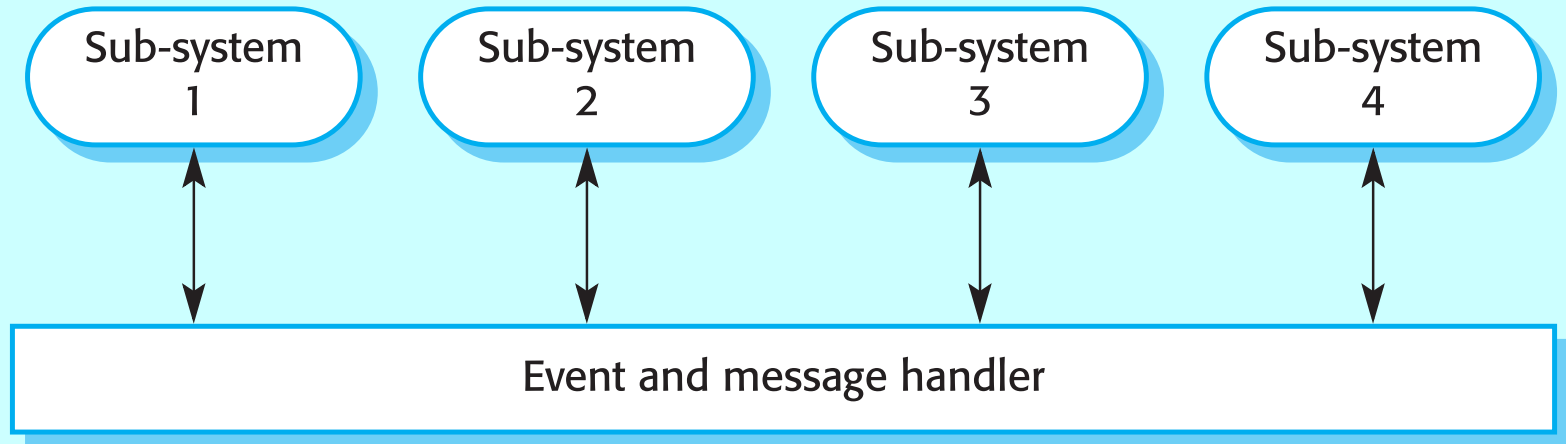 Sub-system
1
Sub-system
2
Sub-system
3
Sub-system
4
Event and message handler